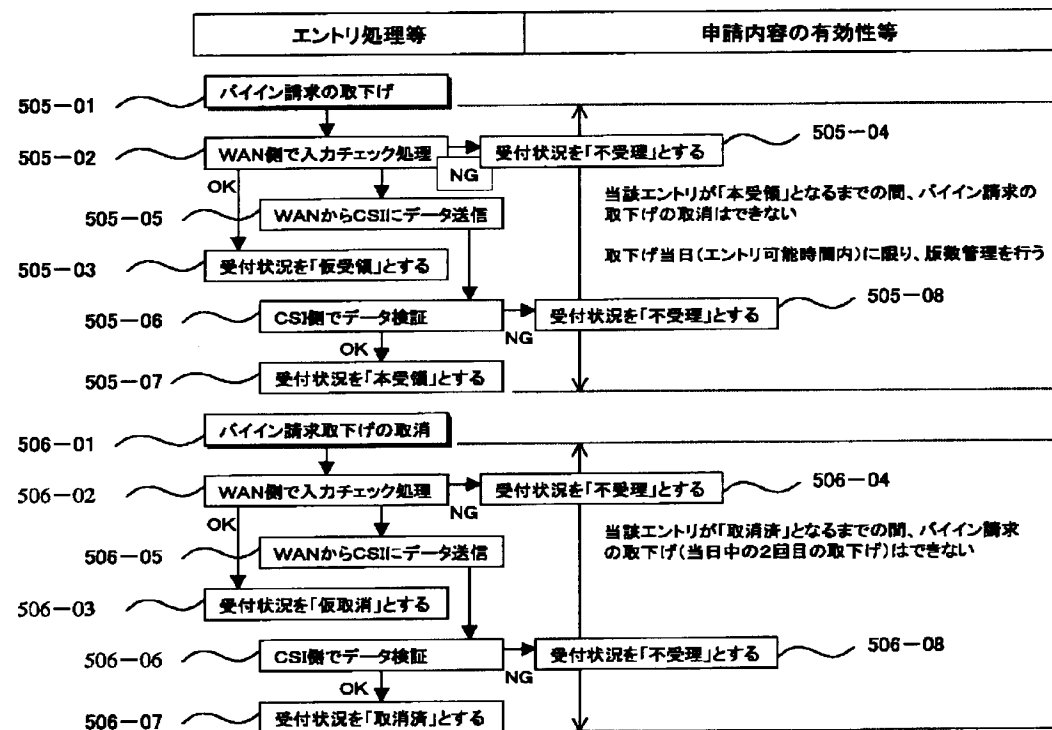 エントリ処理等
申請内容の有効性等
505-01
バイイン請求の取下げ
505-02
WAN側で入力チェック処理
NG
受付状況を「不受理」とする
505-04
OK
当該エントリが「本受領」となるまでの間、バイイン請求の
取下げの取消はできない
505-05
WANからCSIにデータ送信
505-03
受付状況を「仮受領」とする
取下げ当日(エントリ可能時間内)に限り、版数管理を行う
505-06
CSI側でデータ検証
NG
受付状況を「不受理」とする
505-08
OK
505-07
受付状況を「本受領」とする
506-01
バイイン請求取下げの取消
506-02
WAN側で入力チェック処理
NG
受付状況を「不受理」とする
506-04
OK
当該エントリが「取消済」となるまでの間、バイイン請求
の取下げ(当日中の2回目の取下げ)はできない
506-05
WANからCSIにデータ送信
506-03
受付状況を「仮取消」とする
506-06
CSI側でデータ検証
NG
受付状況を「不受理」とする
506-08
OK
506-07
受付状況を「取消済」とする